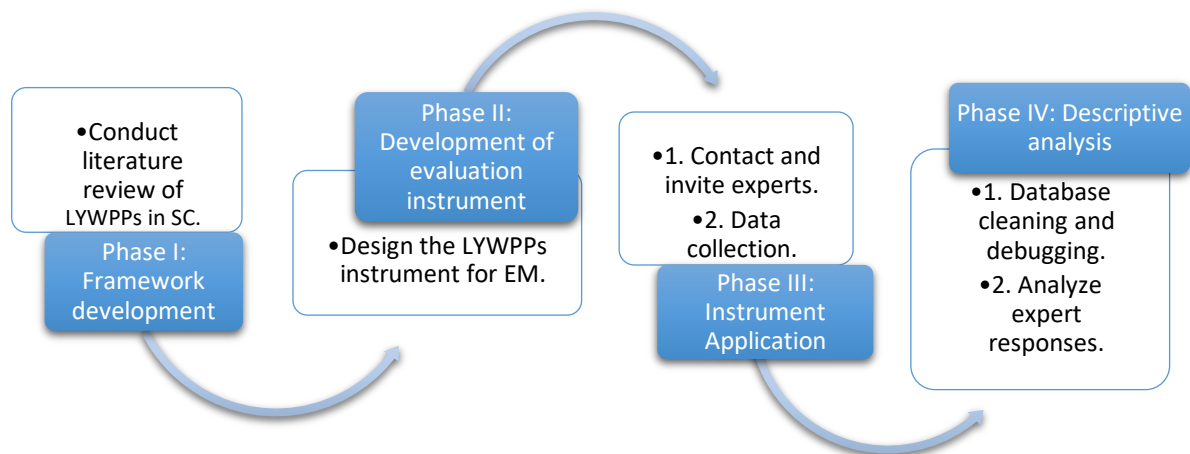 •Conduct
literature
review of
LYWPPs in SC.
Phase I:
Framework
development
Phase II:
Development of
evaluation
instrument
•Design the LYWPPs
instrument for EM.
•1. Contact and
invite experts.
•2. Data
collection.
Phase III:
Instrument
Application
Phase IV: Descriptive
analysis
•1. Database
cleaning and
debugging.
•2. Analyze
expert
responses.